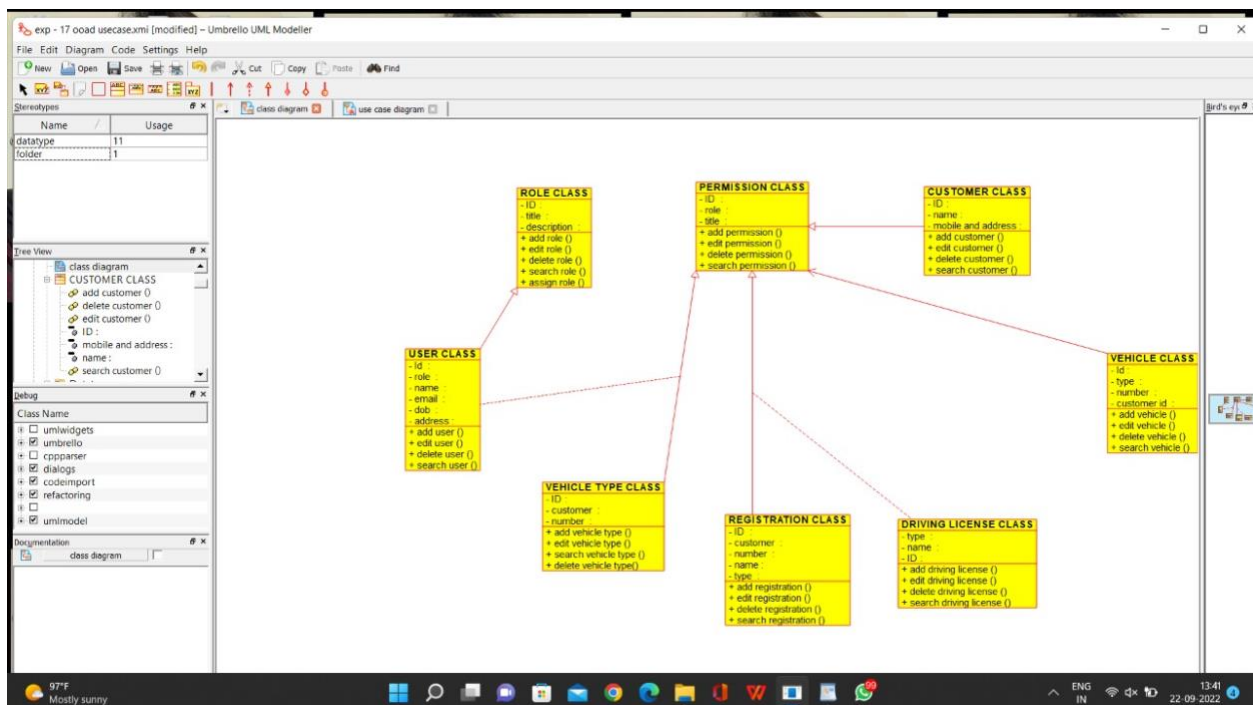 exp - 17 ooad usecase.xmi [modified] – Umbrello UML Modeller
File Edit Diagram Code Settings Help
New Open Save Cut Copy Paste Find
Stereotypes
Name Usage
datatype 11
folder 1
class diagram use case diagram
Bird's eye
Tree View
class diagram
CUSTOMER CLASS
add customer ()
delete customer ()
edit customer ()
ID :
mobile and address :
name :
search customer ()
Debug
Class Name
umlwidgets
umbrello
cppparser
dialogs
codeimport
refactoring
umlmodel
Documentation
class diagram
ROLE CLASS
- ID :
- title :
- description :
+ add role ()
+ edit role ()
+ delete role ()
+ search role ()
+ assign role ()
PERMISSION CLASS
- ID :
- role :
- title :
+ add permission ()
+ edit permission ()
+ delete permission ()
+ search permission ()
CUSTOMER CLASS
- ID :
- name :
- mobile and address :
+ add customer ()
+ edit customer ()
+ delete customer ()
+ search customer ()
USER CLASS
- Id :
- role :
- name :
- email :
- dob :
- address :
+ add user ()
+ edit user ()
+ delete user ()
+ search user ()
VEHICLE CLASS
- Id :
- type :
- number :
- customer id :
+ add vehicle ()
+ edit vehicle ()
+ delete vehicle ()
+ search vehicle ()
VEHICLE TYPE CLASS
- ID :
- customer :
- number :
+ add vehicle type ()
+ edit vehicle type ()
+ search vehicle type ()
+ delete vehicle type()
REGISTRATION CLASS
- ID :
- customer :
- number :
- name :
- type :
+ add registration ()
+ edit registration ()
+ delete registration ()
+ search registration ()
DRIVING LICENSE CLASS
- type :
- name :
- ID :
+ add driving license ()
+ edit driving license ()
+ delete driving license ()
+ search driving license ()
97°F
Mostly sunny
99
ENG
IN
13:41
22-09-2022
4